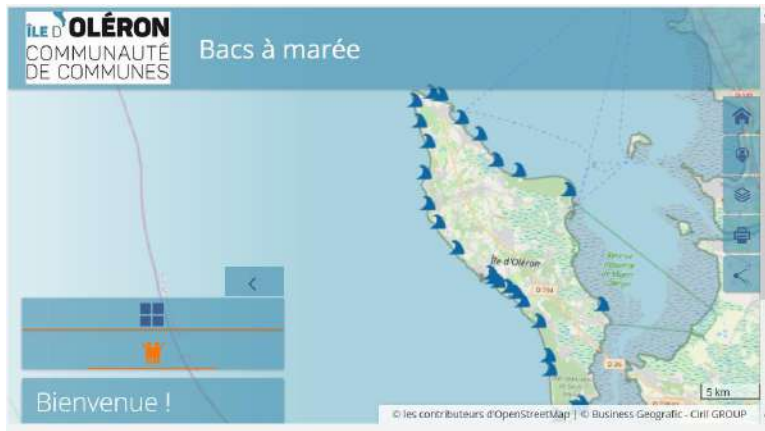 ÎLE D'OLÉRON
COMMUNAUTÉ
DE COMMUNES
Bacs à marée
Île d'Oléron
D 734
D 26
Bienvenue !
5 km
© les contributeurs d'OpenStreetMap | © Business Geografic - Ciril GROUP